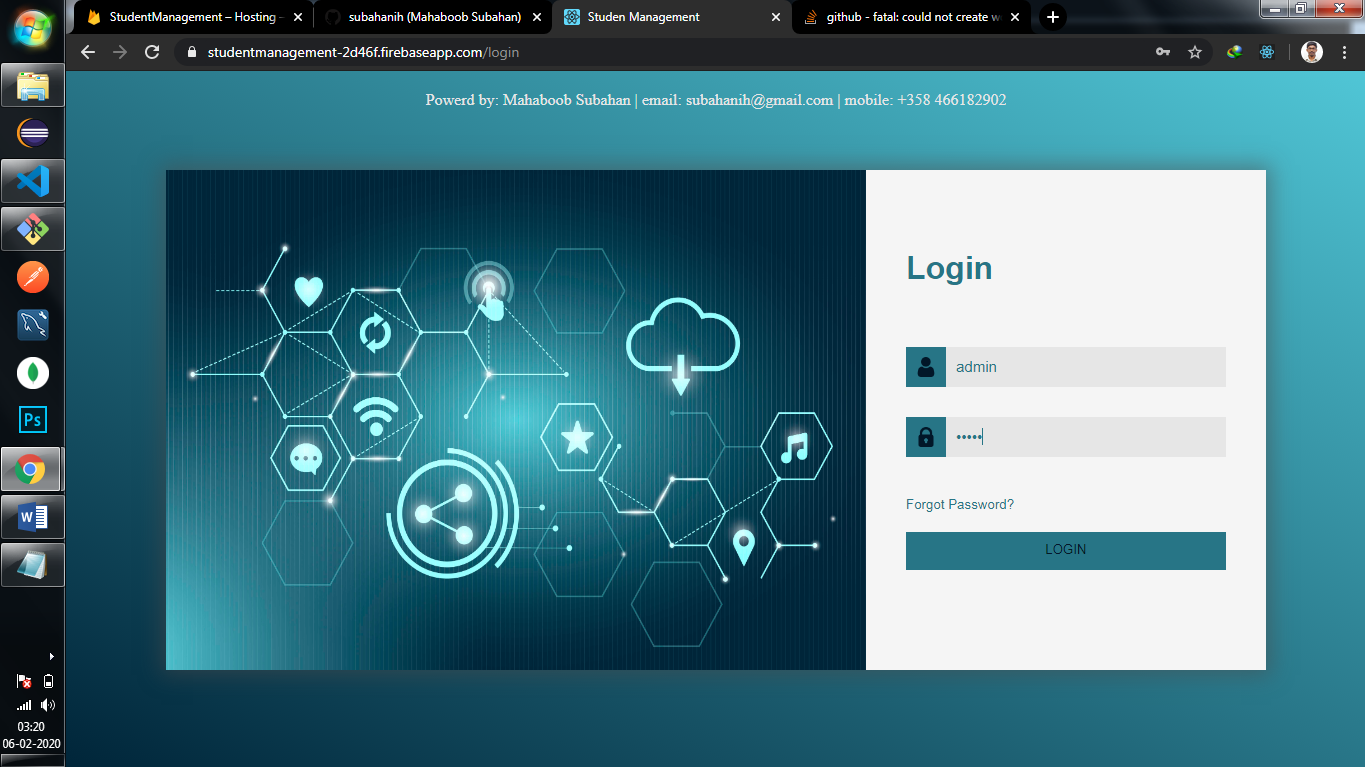 StudentManagement – Hosting –
subahanih (Mahaboob Subahan)
Studen Management
github - fatal: could not create w
studentmanagement-2d46f.firebaseapp.com/login
Powerd by: Mahaboob Subahan | email: subahanih@gmail.com | mobile: +358 466182902
Login
admin
•••••
Forgot Password?
LOGIN
Ps
W
03:20
06-02-2020